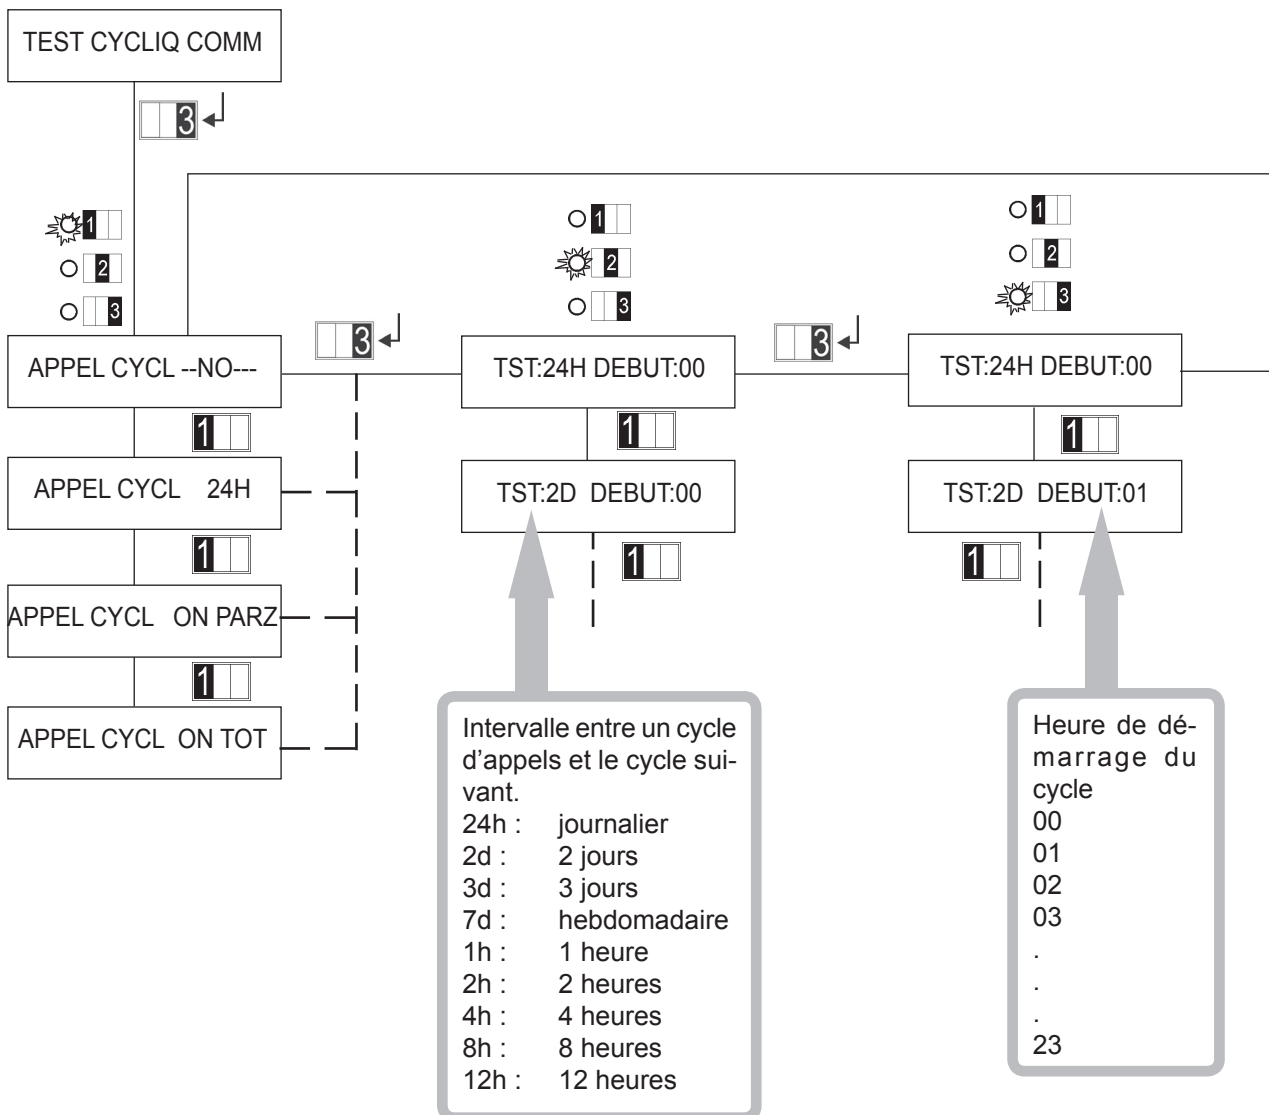 TEST CYCLIQ COMM
3
1
2
3
1
2
3
1
2
3
3
3
APPEL CYCL --NO---
TST:24H DEBUT:00
TST:24H DEBUT:00
1
1
1
APPEL CYCL 24H
TST:2D DEBUT:00
TST:2D DEBUT:01
1
1
1
APPEL CYCL ON PARZ
1
APPEL CYCL ON TOT
Intervalle entre un cycle
d’appels et le cycle sui-
vant.
24h : journalier
2d : 2 jours
3d : 3 jours
7d : hebdomadaire
1h : 1 heure
2h : 2 heures
4h : 4 heures
8h : 8 heures
12h : 12 heures
Heure de dé-
marrage du
cycle
00
01
02
03
.
.
.
23